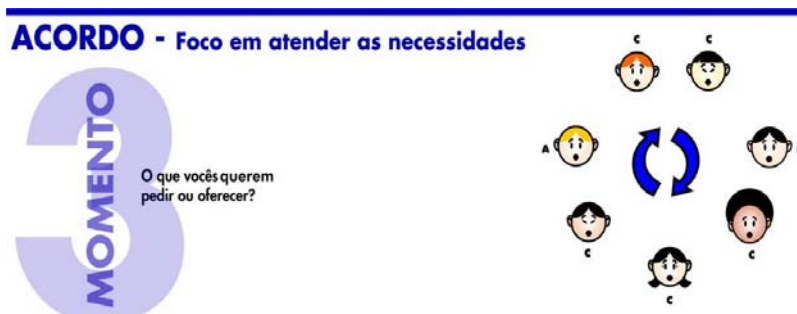 ACORDO - Foco em atender as necessidades
3
MOMENTO
O que vocês querem
pedir ou oferecer?
C
C
A
C
C
C